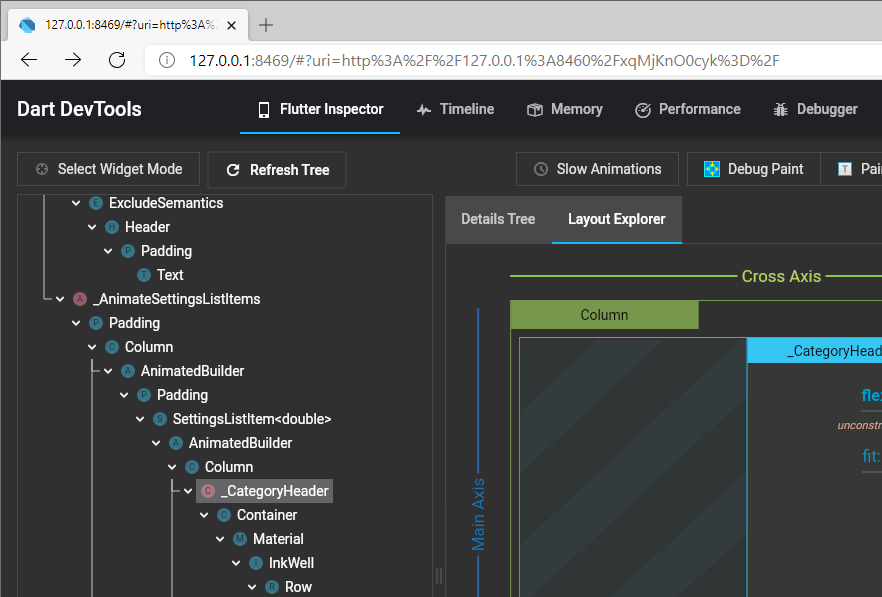 127.0.0.1:8469/#?uri=http%3A%2
127.0.0.1:8469/#?uri=http%3A%2F%2F127.0.0.1%3A8460%2FxqMjKnO0cyk%3D%2F
Dart DevTools Flutter Inspector Timeline Memory Performance Debugger
Select Widget Mode Refresh Tree Slow Animations Debug Paint Pai
E ExcludeSemantics
H Header
P Padding
T Text
A _AnimateSettingsListItems
P Padding
C Column
A AnimatedBuilder
P Padding
S SettingsListItem<double>
A AnimatedBuilder
C Column
C _CategoryHeader
C Container
M Material
I InkWell
R Row
Details Tree Layout Explorer
Cross Axis
Column
_CategoryHead
flex
unconstr
fit:
Main Axis